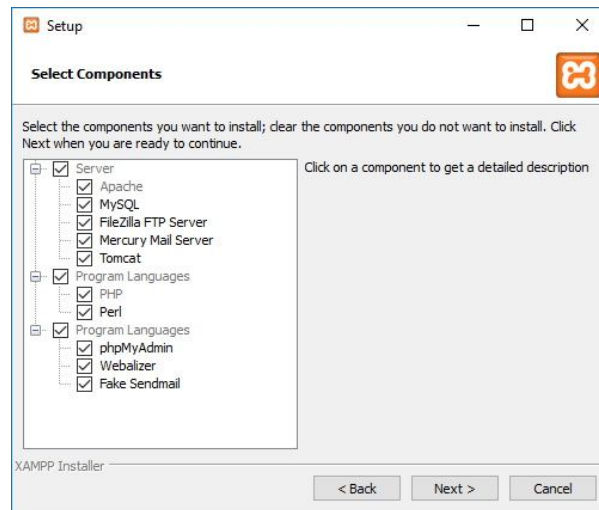 Setup
Select Components
Select the components you want to install; clear the components you do not want to install. Click
Next when you are ready to continue.
Server
Apache
MySQL
FileZilla FTP Server
Mercury Mail Server
Tomcat
Program Languages
PHP
Perl
Program Languages
phpMyAdmin
Webalizer
Fake Sendmail
Click on a component to get a detailed description
XAMPP Installer
< Back
Next >
Cancel